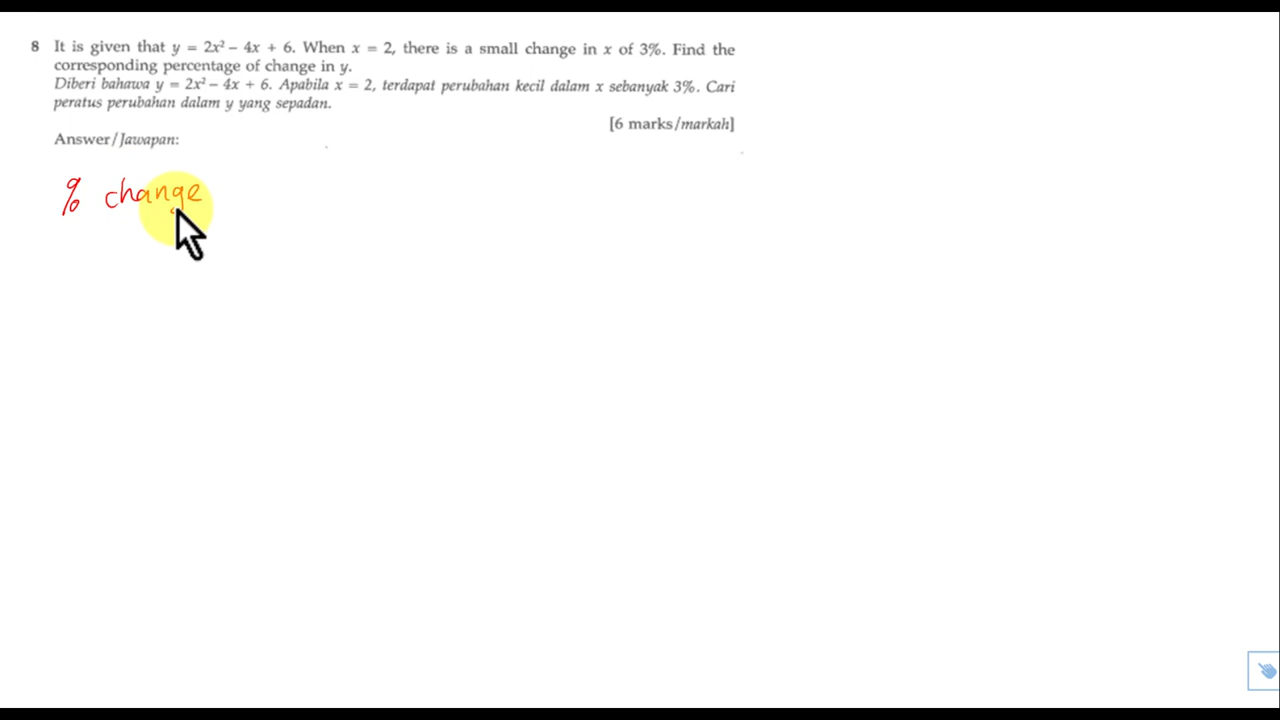 8 It is given that y = 2x² – 4x + 6. When x = 2, there is a small change in x of 3%. Find the
corresponding percentage of change in y.
Diberi bahawa y = 2x² – 4x + 6. Apabila x = 2, terdapat perubahan kecil dalam x sebanyak 3%. Cari
peratus perubahan dalam y yang sepadan.
[6 marks/markah]
Answer/Jawapan:
% change